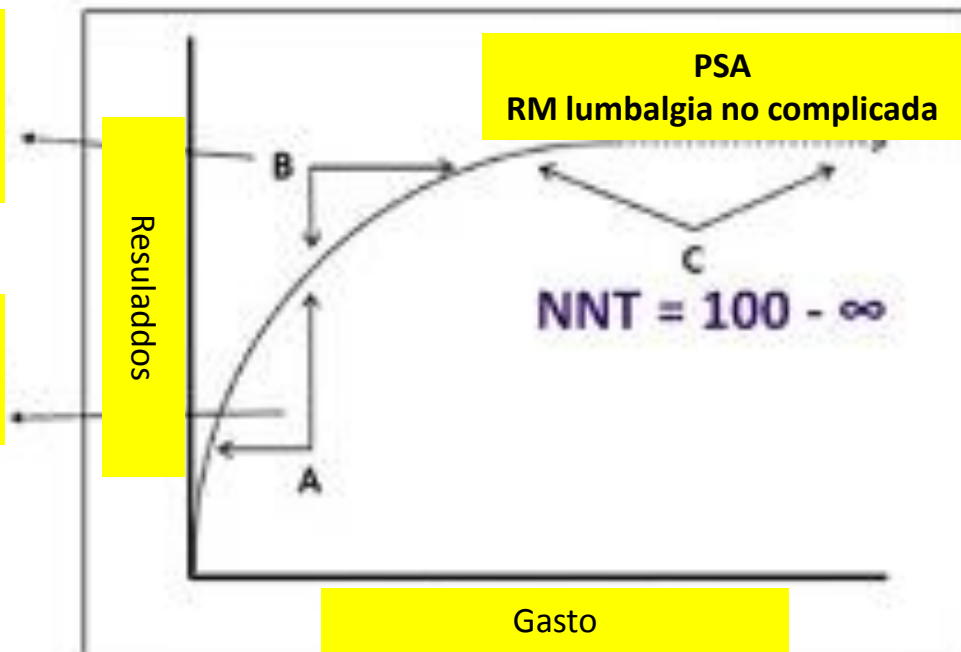 PSA
RM lumbalgia no complicada
B
Resuladdos
C
NNT = 100 - ∞
A
Gasto